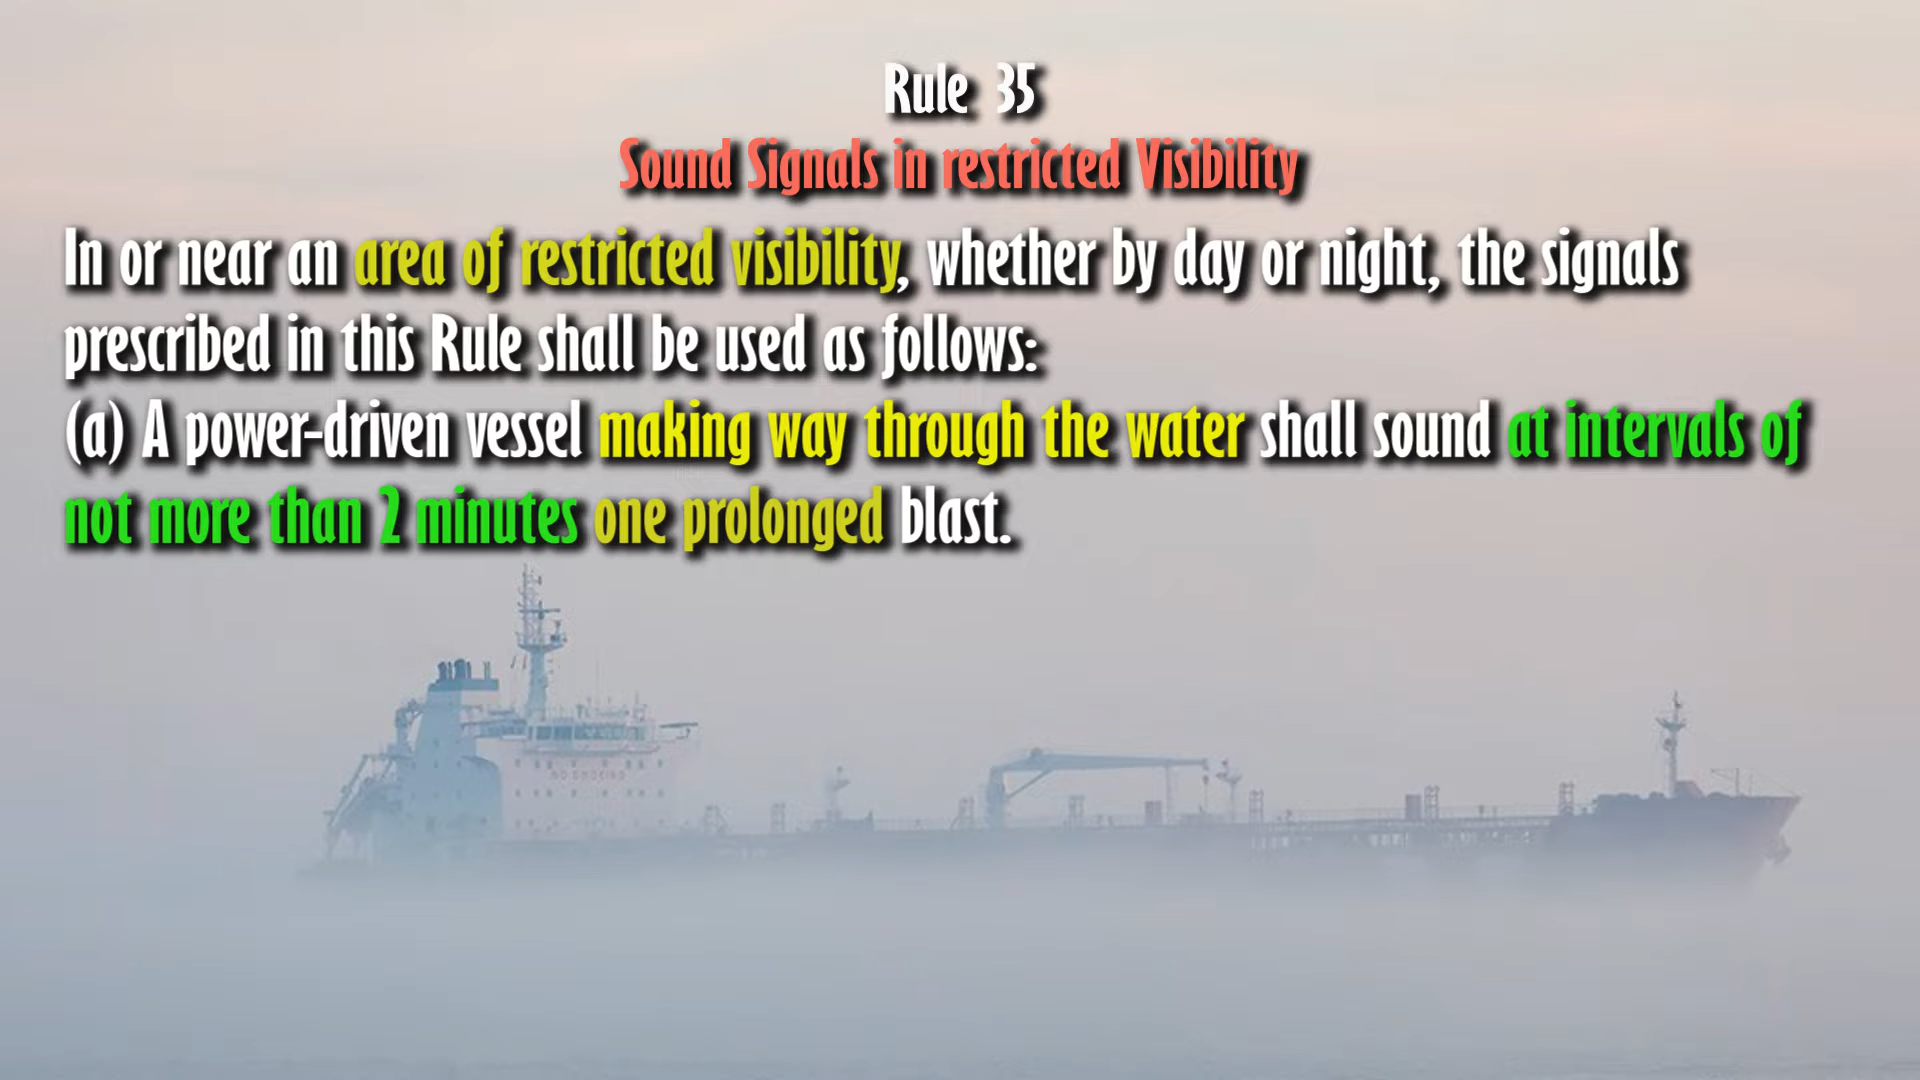 Rule 35
Sound Signals in restricted Visibility
In or near an area of restricted visibility, whether by day or night, the signals
prescribed in this Rule shall be used as follows:
(a) A power-driven vessel making way through the water shall sound at intervals of
not more than 2 minutes one prolonged blast.
NO SMOKING